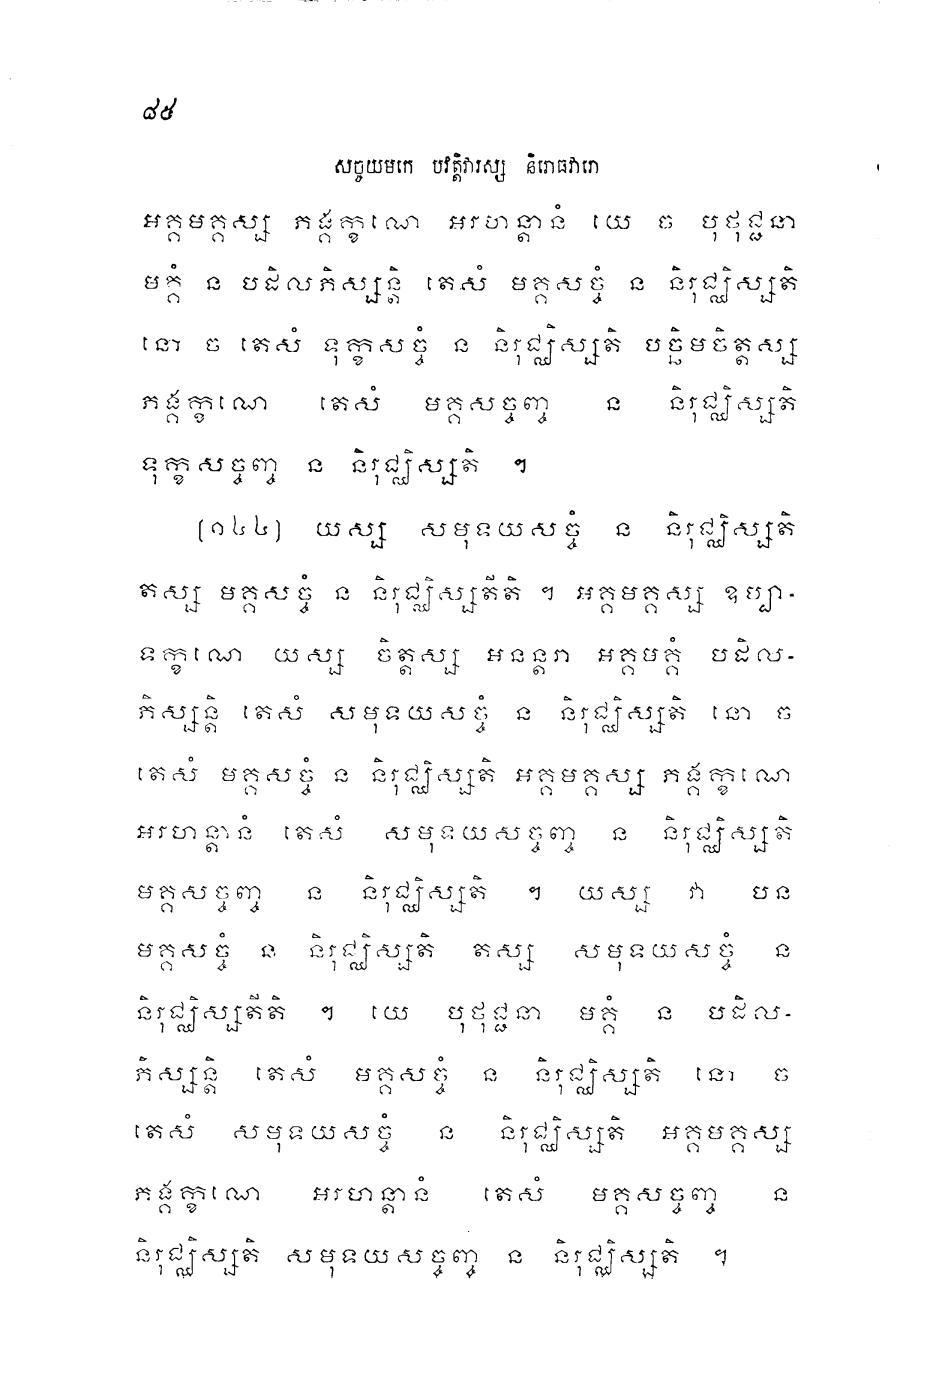 ៨៥
សច្ចយមកេ បវត្តិវារស្ស និរោធវារោ
អគ្គមគ្គស្ស ភង្គក្ខណេ អរហន្តានំ យេ ច បុថុជ្ជនា
មគ្គំ ន បដិលភិស្សន្តិ តេសំ មគ្គសច្ចំ ន និរុជ្ឈិស្សតិ
នោ ច តេសំ ទុក្ខសច្ចំ ន និរុជ្ឈិស្សតិ បច្ឆិមចិត្តស្ស
ភង្គក្ខណេ តេសំ មគ្គសច្ចញ្ច ន និរុជ្ឈិស្សតិ
ទុក្ខសច្ចញ្ច ន និរុជ្ឈិស្សតិ ។
[១៤៤] យស្ស សមុទយសច្ចំ ន និរុជ្ឈិស្សតិ
តស្ស មគ្គសច្ចំ ន និរុជ្ឈិស្សតីតិ ។ អគ្គមគ្គស្ស ឧប្បា-
ទក្ខណេ យស្ស ចិត្តស្ស អនន្តរា អគ្គមគ្គំ បដិល-
ភិស្សន្តិ តេសំ សមុទយសច្ចំ ន និរុជ្ឈិស្សតិ នោ ច
តេសំ មគ្គសច្ចំ ន និរុជ្ឈិស្សតិ អគ្គមគ្គស្ស ភង្គក្ខណេ
អរហន្តានំ តេសំ សមុទយសច្ចញ្ច ន និរុជ្ឈិស្សតិ
មគ្គសច្ចញ្ច ន និរុជ្ឈិស្សតិ ។ យស្ស វា បន
មគ្គសច្ចំ ន និរុជ្ឈិស្សតិ តស្ស សមុទយសច្ចំ ន
និរុជ្ឈិស្សតីតិ ។ យេ បុថុជ្ជនា មគ្គំ ន បដិល-
ភិស្សន្តិ តេសំ មគ្គសច្ចំ ន និរុជ្ឈិស្សតិ នោ ច
តេសំ សមុទយសច្ចំ ន និរុជ្ឈិស្សតិ អគ្គមគ្គស្ស
ភង្គក្ខណេ អរហន្តានំ តេសំ មគ្គសច្ចញ្ច ន
និរុជ្ឈិស្សតិ សមុទយសច្ចញ្ច ន និរុជ្ឈិស្សតិ ។